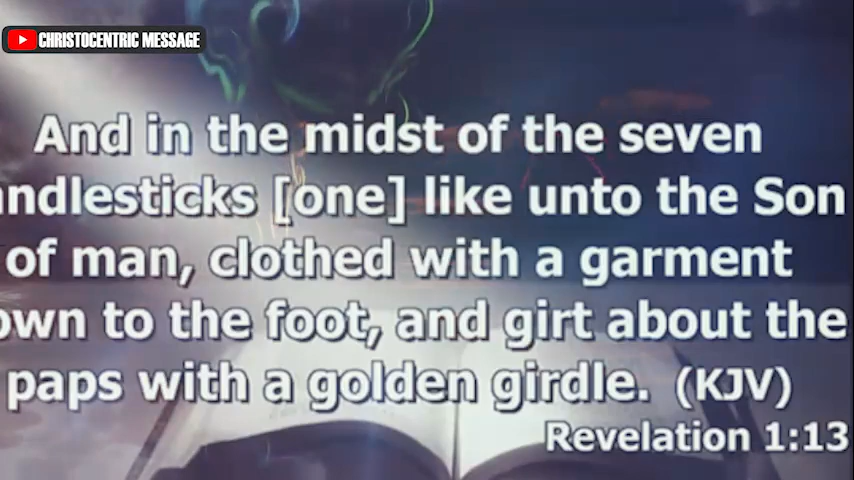 CHRISTOCENTRIC MESSAGE
And in the midst of the seven
ndlesticks [one] like unto the Son
of man, clothed with a garment
own to the foot, and girt about the
paps with a golden girdle. (KJV)
Revelation 1:13